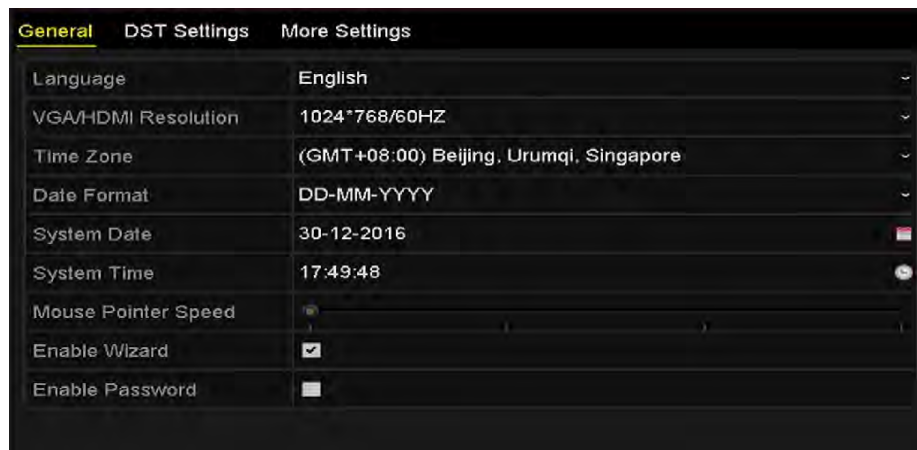 General DST Settings More Settings
Language English
VGA/HDMI Resolution 1024*768/60HZ
Time Zone (GMT+08:00) Beijing, Urumqi, Singapore
Date Format DD-MM-YYYY
System Date 30-12-2016
System Time 17:49:48
Mouse Pointer Speed
Enable Wizard
Enable Password